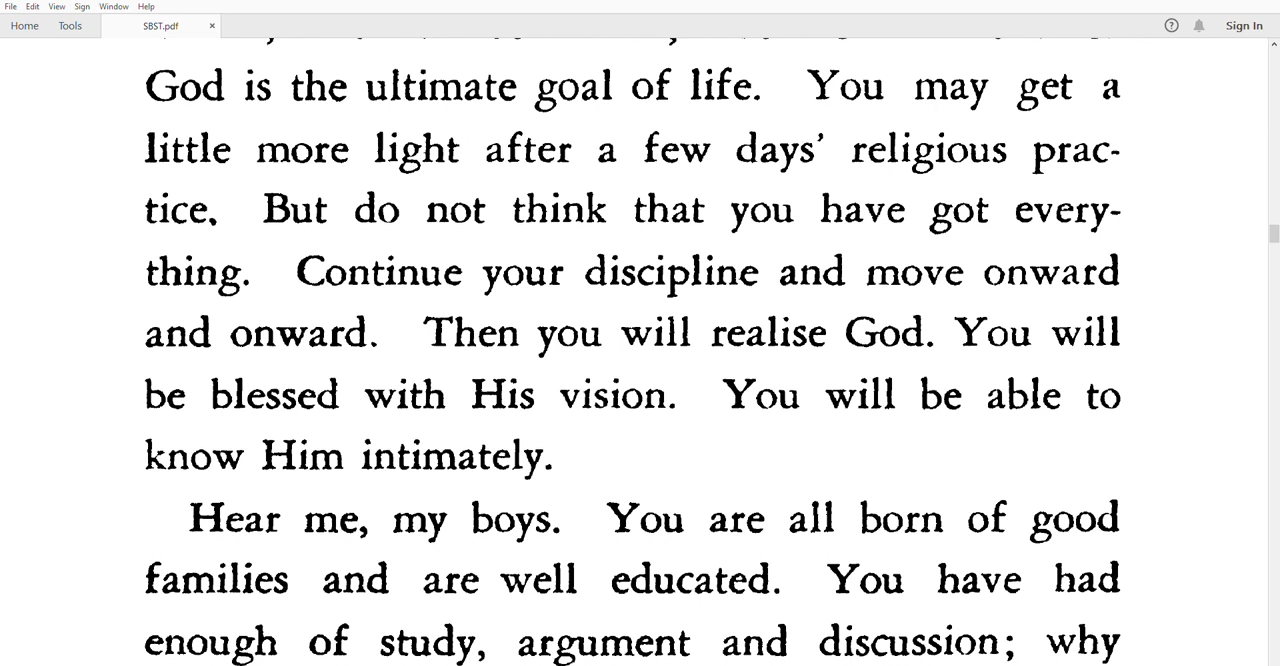 File Edit View Sign Window Help
Home Tools SBST.pdf × ? Sign In
God is the ultimate goal of life. You may get a
little more light after a few days’ religious prac-
tice. But do not think that you have got every-
thing. Continue your discipline and move onward
and onward. Then you will realise God. You will
be blessed with His vision. You will be able to
know Him intimately.
Hear me, my boys. You are all born of good
families and are well educated. You have had
enough of study, argument and discussion; why